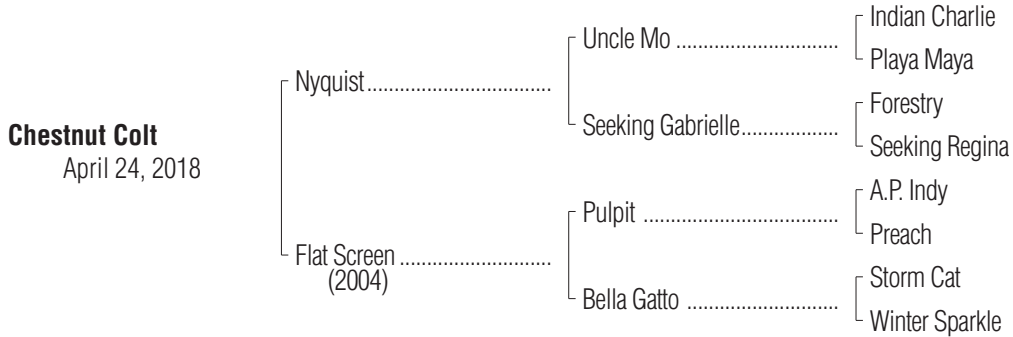 Indian Charlie
Uncle Mo ..............................
Playa Maya
Nyquist..................................
Forestry
Seeking Gabrielle..................
Seeking Regina
Chestnut Colt
April 24, 2018
A.P. Indy
Pulpit ...................................
Preach
Flat Screen ............................
(2004)
Storm Cat
Bella Gatto ...........................
Winter Sparkle